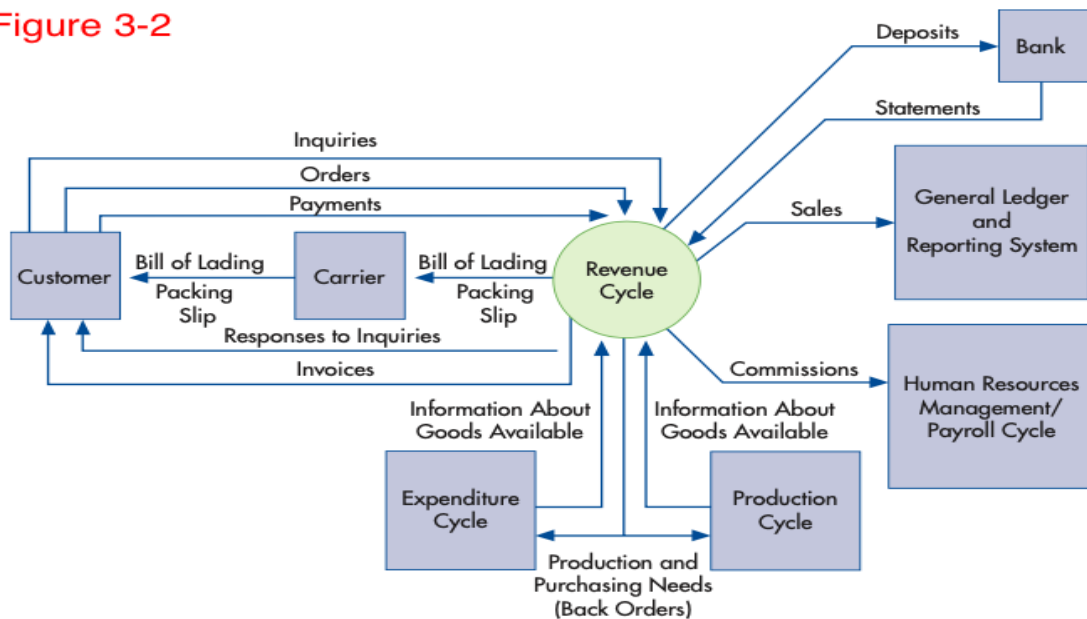 Figure 3-2
Deposits
Bank
Statements
Inquiries
Orders
Payments
Sales
General Ledger
and
Reporting System
Customer
Bill of Lading
Packing
Slip
Carrier
Bill of Lading
Packing
Slip
Revenue
Cycle
Responses to Inquiries
Invoices
Commissions
Human Resources
Management/
Payroll Cycle
Information About
Goods Available
Information About
Goods Available
Expenditure
Cycle
Production
Cycle
Production and
Purchasing Needs
(Back Orders)